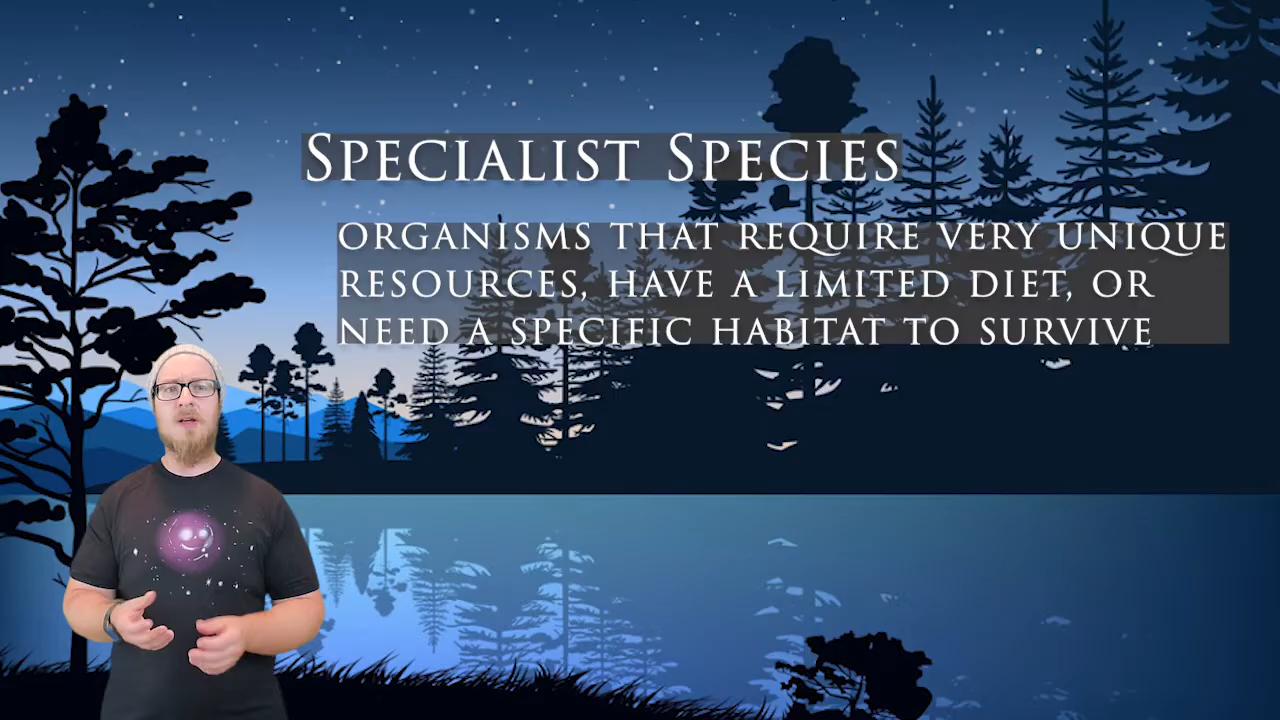 Specialist Species
organisms that require very unique
resources, have a limited diet, or
need a specific habitat to survive